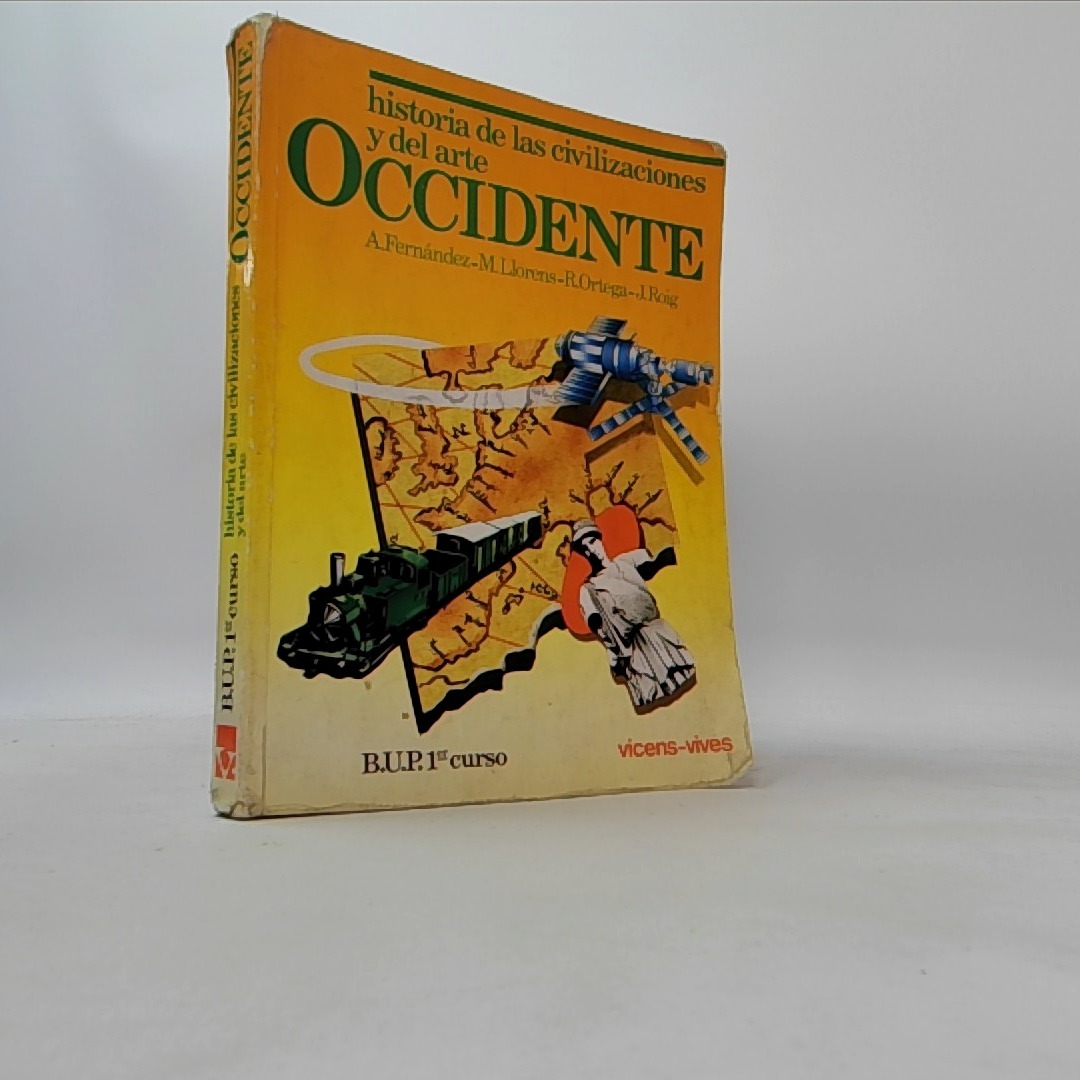 historia de las civilizaciones
y del arte
OCCIDENTE
A.Fernández-M.Llorens-R.Ortega-J.Roig
B.U.P. 1er curso
vicens-vives
B.U.P. 1er curso
historia de las civilizaciones
y del arte
OCCIDENTE